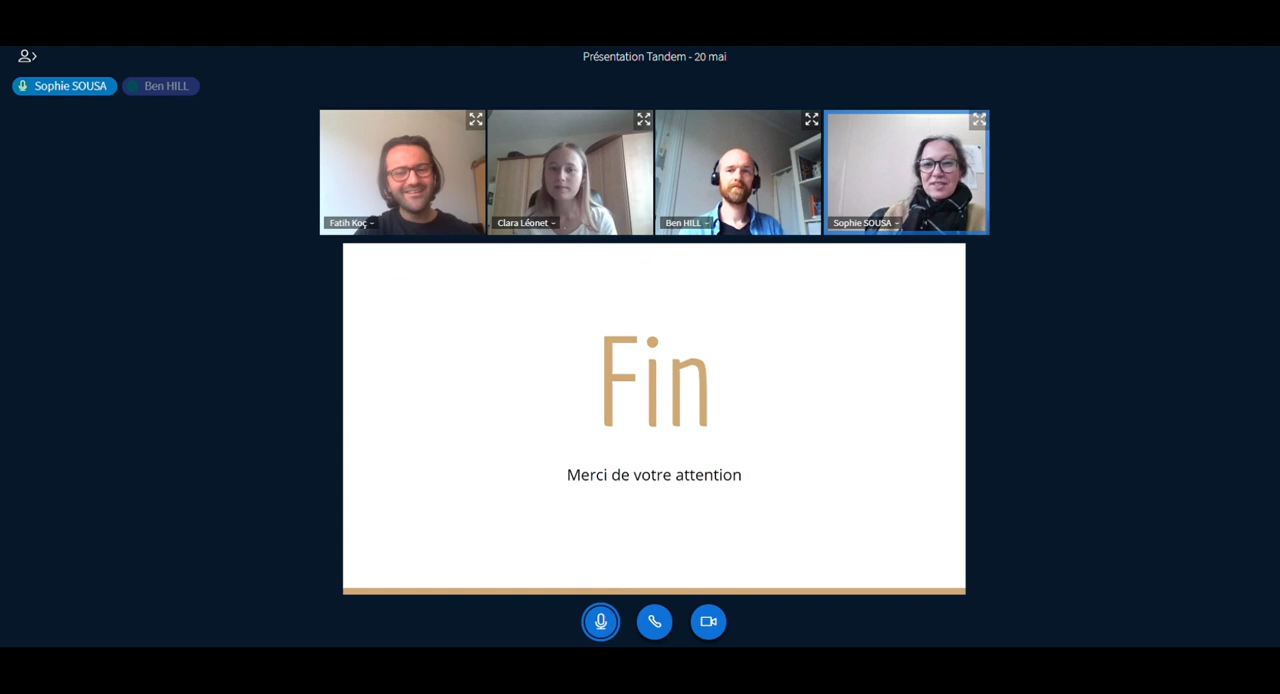 Présentation Tandem - 20 mai
Sophie SOUSA
Ben HILL
Fatih Koç
Clara Léonet
Ben HILL
Sophie SOUSA
Fin
Merci de votre attention